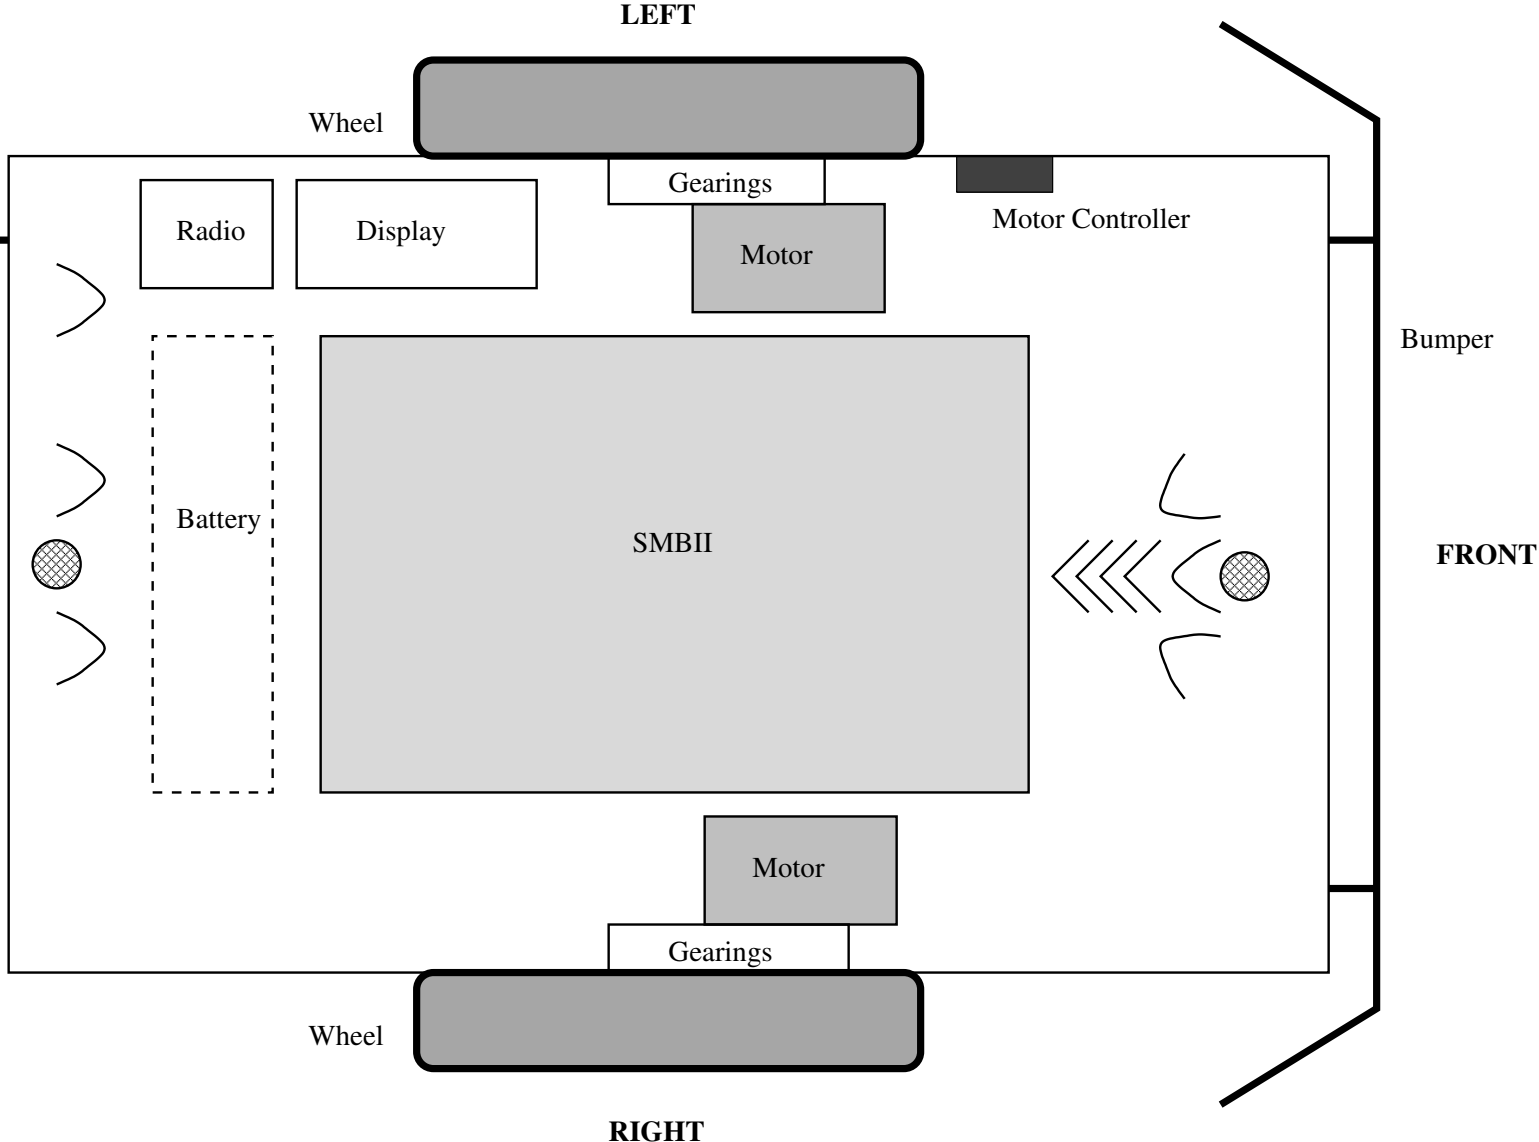 LEFT
Wheel
Gearings
Radio
Display
Motor Controller
Motor
Bumper
Battery
SMBII
FRONT
Motor
Gearings
Wheel
RIGHT